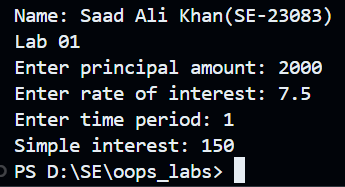 Name: Saad Ali Khan(SE-23083)
Lab 01
Enter principal amount: 2000
Enter rate of interest: 7.5
Enter time period: 1
Simple interest: 150
PS D:\SE\oops_labs>